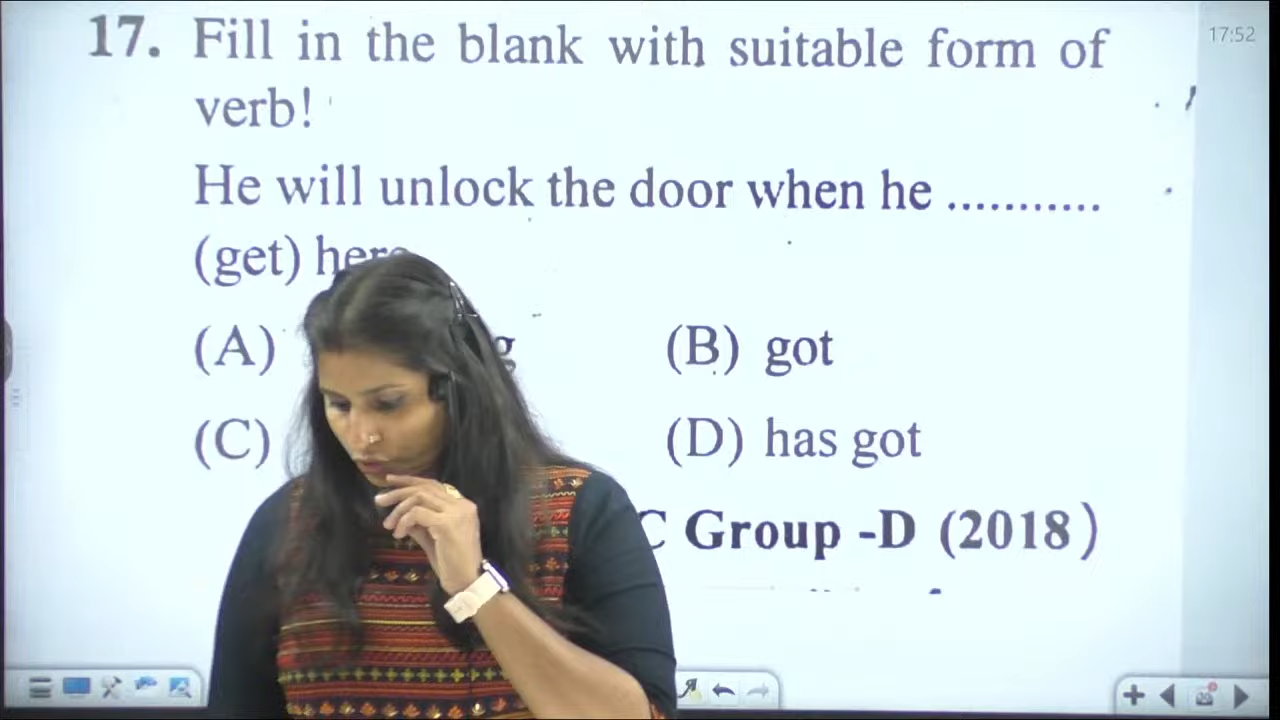 17. Fill in the blank with suitable form of
verb!
He will unlock the door when he ...........
(get)
(A) (B) got
(C) (D) has got
Group -D (2018)
17:52